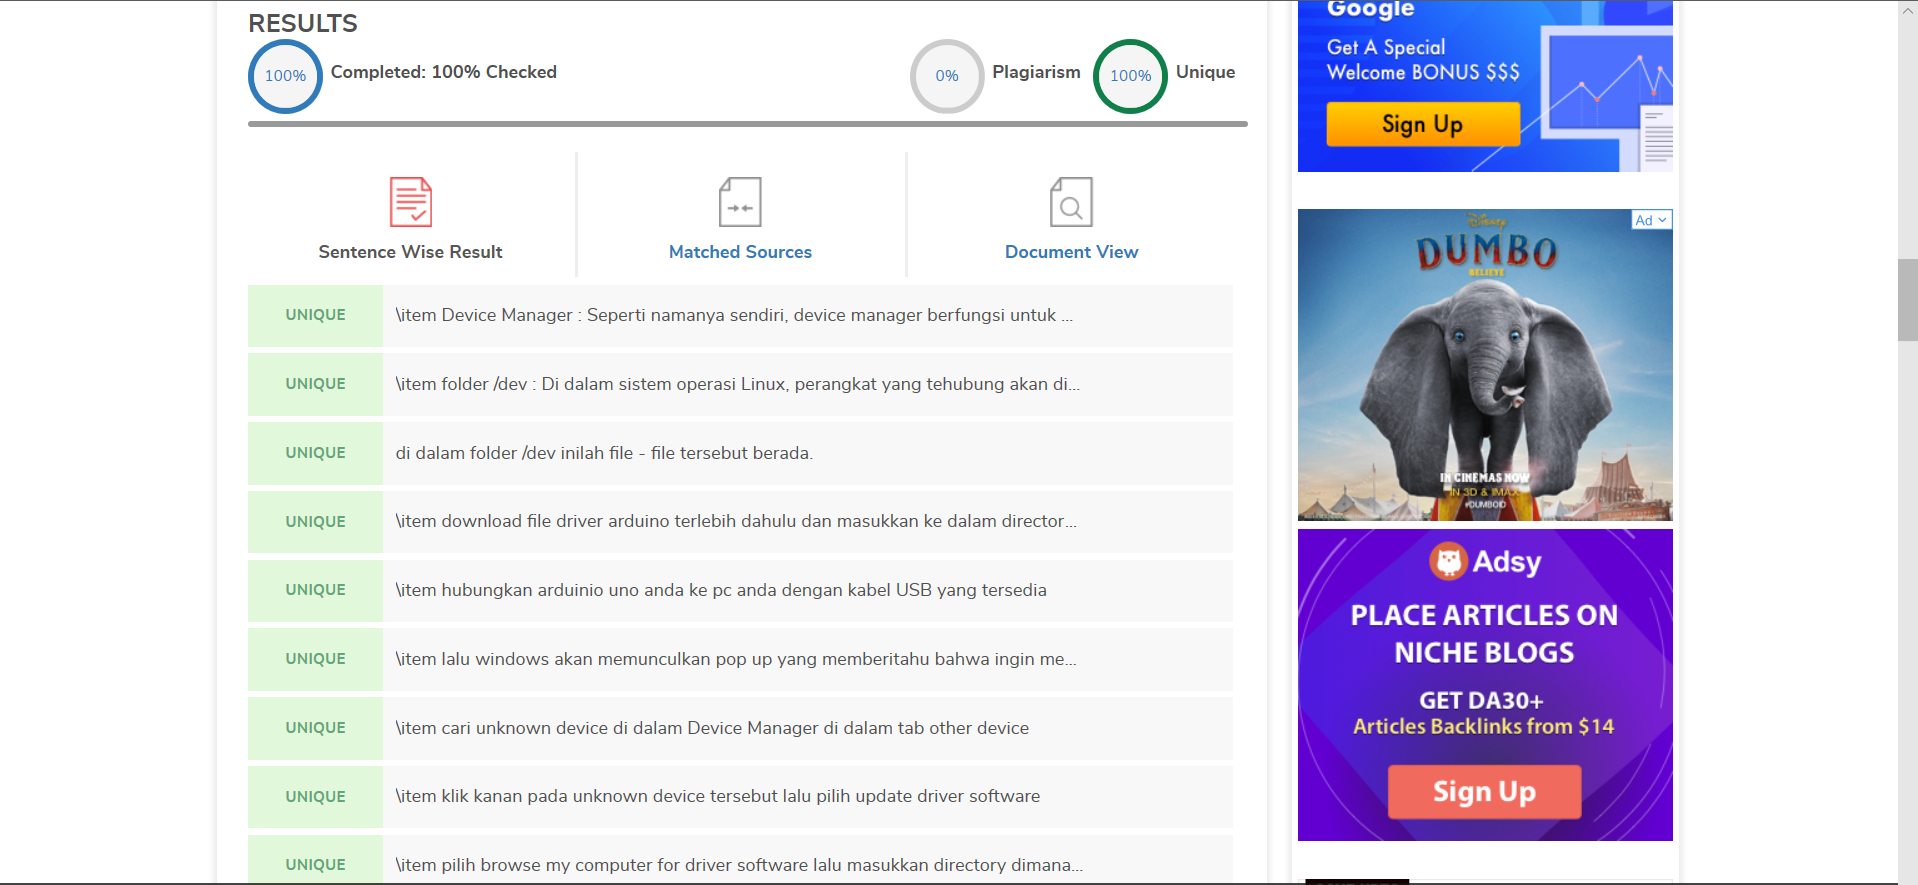 RESULTS
100%
Completed: 100% Checked
0%
Plagiarism
100%
Unique
Sentence Wise Result
Matched Sources
Document View
UNIQUE
\item Device Manager : Seperti namanya sendiri, device manager berfungsi untuk ...
UNIQUE
\item folder /dev : Di dalam sistem operasi Linux, perangkat yang tehubung akan di...
UNIQUE
di dalam folder /dev inilah file - file tersebut berada.
UNIQUE
\item download file driver arduino terlebih dahulu dan masukkan ke dalam director...
UNIQUE
\item hubungkan arduinio uno anda ke pc anda dengan kabel USB yang tersedia
UNIQUE
\item lalu windows akan memunculkan pop up yang memberitahu bahwa ingin me...
UNIQUE
\item cari unknown device di dalam Device Manager di dalam tab other device
UNIQUE
\item klik kanan pada unknown device tersebut lalu pilih update driver software
UNIQUE
\item pilih browse my computer for driver software lalu masukkan directory dimana...
Google
Get A Special
Welcome BONUS $$$
Sign Up
Ad
Disney
DUMBO
BELIEVE
IN CINEMAS NOW
IN 3D & IMAX
#DUMBOID
Adsy
PLACE ARTICLES ON
NICHE BLOGS
GET DA30+
Articles Backlinks from $14
Sign Up